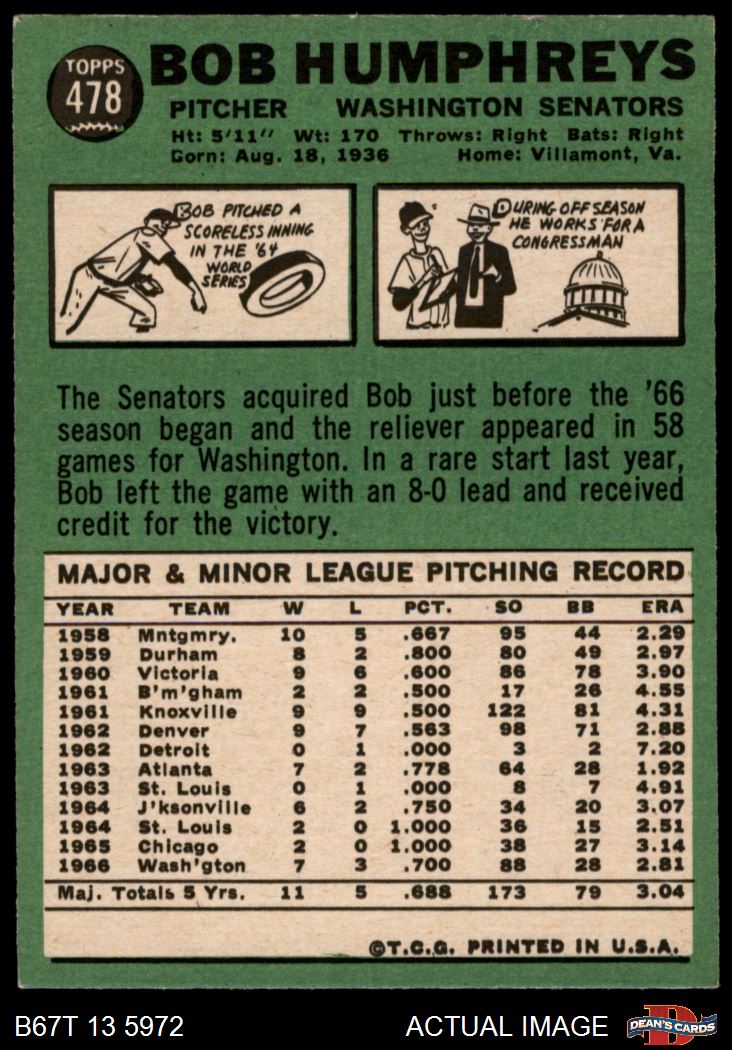 TOPPS
478
BOB HUMPHREYS
PITCHER WASHINGTON SENATORS
Ht: 5'11" Wt: 170 Throws: Right Bats: Right
Born: Aug. 18, 1936 Home: Villamont, Va.
BOB PITCHED A
SCORELESS INNING
IN THE '64
WORLD
SERIES
DURING OFF SEASON
HE WORKS FOR A
CONGRESSMAN
The Senators acquired Bob just before the '66
season began and the reliever appeared in 58
games for Washington. In a rare start last year,
Bob left the game with an 8-0 lead and received
credit for the victory.
MAJOR & MINOR LEAGUE PITCHING RECORD
YEAR TEAM W L PCT. SO BB ERA
1958 Mntgmry. 10 5 .667 95 44 2.29
1959 Durham 8 2 .800 80 49 2.97
1960 Victoria 9 6 .600 86 78 3.90
1961 B'm'gham 2 2 .500 17 26 4.55
1961 Knoxville 9 9 .500 122 81 4.31
1962 Denver 9 7 .563 98 71 2.88
1962 Detroit 0 1 .000 3 2 7.20
1963 Atlanta 7 2 .778 64 28 1.92
1963 St. Louis 0 1 .000 8 7 4.91
1964 J'ksonville 6 2 .750 34 20 3.07
1964 St. Louis 2 0 1.000 36 15 2.51
1965 Chicago 2 0 1.000 38 27 3.14
1966 Wash'gton 7 3 .700 88 28 2.81
Maj. Totals 5 Yrs. 11 5 .688 173 79 3.04
©T.C.G. PRINTED IN U.S.A.
B67T 13 5972 ACTUAL IMAGE
DEAN'S CARDS